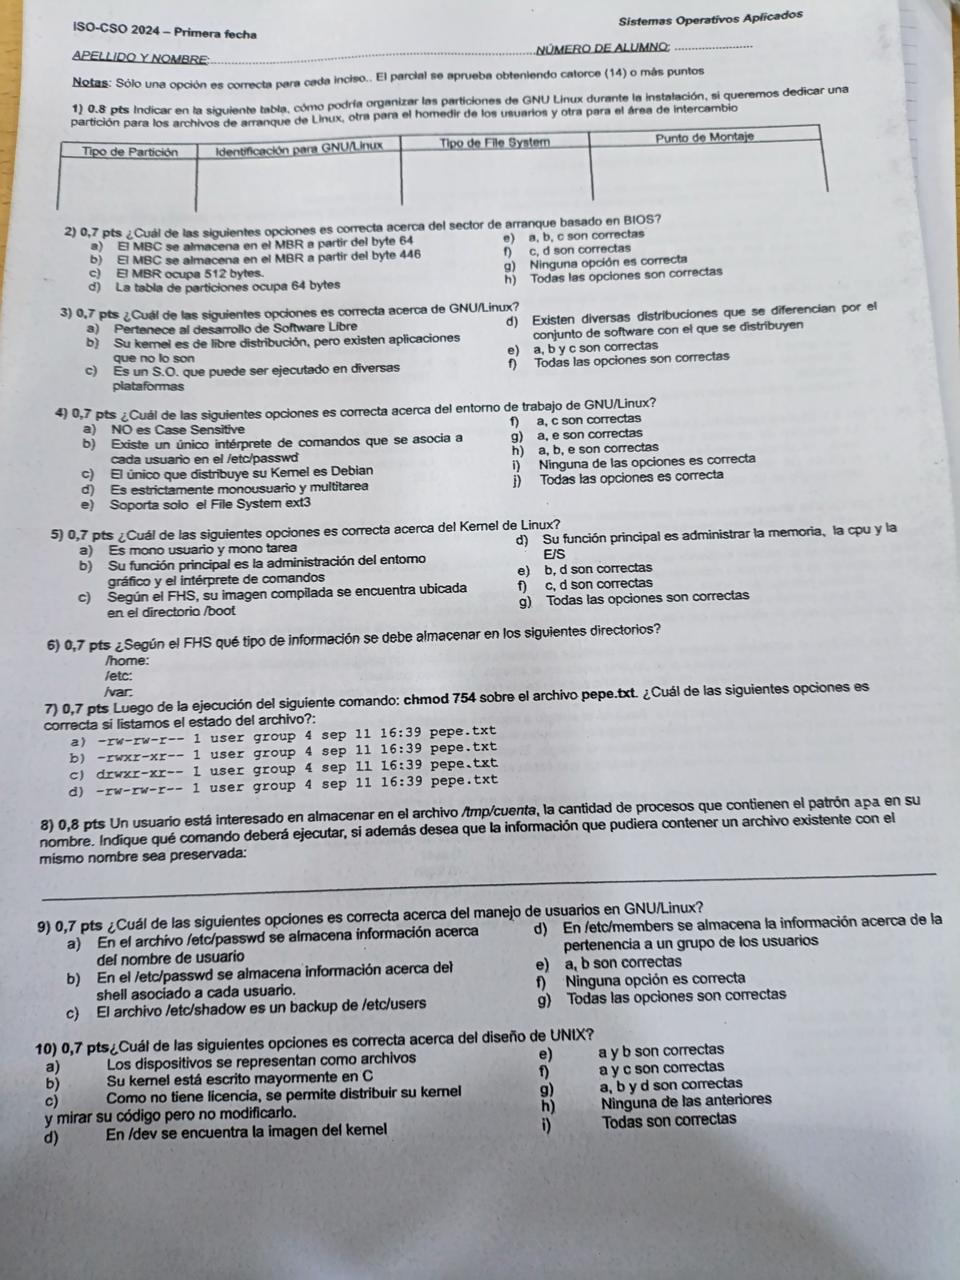 ISO-CSO 2024 – Primera fecha
Sistemas Operativos Aplicados
APELLIDO Y NOMBRE:
NÚMERO DE ALUMNO:
Notas: Sólo una opción es correcta para cada inciso.. El parcial se aprueba obteniendo catorce (14) o más puntos
1) 0.8 pts Indicar en la siguiente tabla, cómo podría organizar las particiones de GNU Linux durante la instalación, si queremos dedicar una
partición para los archivos de arranque de Linux, otra para el homedir de los usuarios y otra para el área de intercambio
Tipo de Partición
Identificación para GNU/Linux
Tipo de File System
Punto de Montaje
2) 0,7 pts ¿Cuál de las siguientes opciones es correcta acerca del sector de arranque basado en BIOS?
a) El MBC se almacena en el MBR a partir del byte 64
b) El MBC se almacena en el MBR a partir del byte 446
c) El MBR ocupa 512 bytes.
d) La tabla de particiones ocupa 64 bytes
e) a, b, c son correctas
f) c, d son correctas
g) Ninguna opción es correcta
h) Todas las opciones son correctas
3) 0,7 pts ¿Cuál de las siguientes opciones es correcta acerca de GNU/Linux?
a) Pertenece al desarrollo de Software Libre
b) Su kernel es de libre distribución, pero existen aplicaciones
que no lo son
c) Es un S.O. que puede ser ejecutado en diversas
plataformas
d) Existen diversas distribuciones que se diferencian por el
conjunto de software con el que se distribuyen
e) a, b y c son correctas
f) Todas las opciones son correctas
4) 0,7 pts ¿Cuál de las siguientes opciones es correcta acerca del entorno de trabajo de GNU/Linux?
a) NO es Case Sensitive
b) Existe un único intérprete de comandos que se asocia a
cada usuario en el /etc/passwd
c) El único que distribuye su Kernel es Debian
d) Es estrictamente monousuario y multitarea
e) Soporta solo el File System ext3
f) a, c son correctas
g) a, e son correctas
h) a, b, e son correctas
i) Ninguna de las opciones es correcta
j) Todas las opciones es correcta
5) 0,7 pts ¿Cuál de las siguientes opciones es correcta acerca del Kernel de Linux?
a) Es mono usuario y mono tarea
b) Su función principal es la administración del entorno
gráfico y el intérprete de comandos
c) Según el FHS, su imagen compilada se encuentra ubicada
en el directorio /boot
d) Su función principal es administrar la memoria, la cpu y la
E/S
e) b, d son correctas
f) c, d son correctas
g) Todas las opciones son correctas
6) 0,7 pts ¿Según el FHS qué tipo de información se debe almacenar en los siguientes directorios?
/home:
/etc:
/var:
7) 0,7 pts Luego de la ejecución del siguiente comando: chmod 754 sobre el archivo pepe.txt. ¿Cuál de las siguientes opciones es
correcta si listamos el estado del archivo?:
a) -rw-rw-r-- 1 user group 4 sep 11 16:39 pepe.txt
b) -rwxr-xr-- 1 user group 4 sep 11 16:39 pepe.txt
c) drwxr-xr-- 1 user group 4 sep 11 16:39 pepe.txt
d) -rw-rw-r-- 1 user group 4 sep 11 16:39 pepe.txt
8) 0,8 pts Un usuario está interesado en almacenar en el archivo /tmp/cuenta, la cantidad de procesos que contienen el patrón apa en su
nombre. Indique qué comando deberá ejecutar, si además desea que la información que pudiera contener un archivo existente con el
mismo nombre sea preservada:
9) 0,7 pts ¿Cuál de las siguientes opciones es correcta acerca del manejo de usuarios en GNU/Linux?
a) En el archivo /etc/passwd se almacena información acerca
del nombre de usuario
b) En el /etc/passwd se almacena información acerca del
shell asociado a cada usuario.
c) El archivo /etc/shadow es un backup de /etc/users
d) En /etc/members se almacena la información acerca de la
pertenencia a un grupo de los usuarios
e) a, b son correctas
f) Ninguna opción es correcta
g) Todas las opciones son correctas
10) 0,7 pts¿Cuál de las siguientes opciones es correcta acerca del diseño de UNIX?
a) Los dispositivos se representan como archivos
b) Su kernel está escrito mayormente en C
c) Como no tiene licencia, se permite distribuir su kernel
y mirar su código pero no modificarlo.
d) En /dev se encuentra la imagen del kernel
e) a y b son correctas
f) a y c son correctas
g) a, b y d son correctas
h) Ninguna de las anteriores
i) Todas son correctas